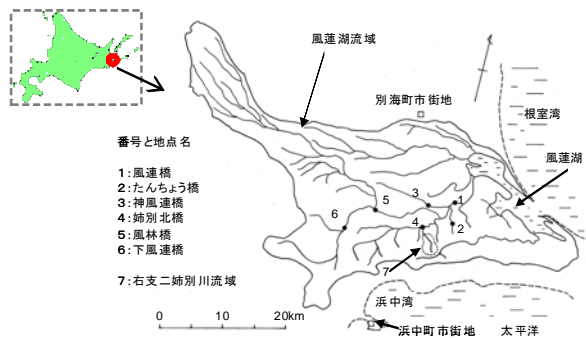 風蓮湖流域
別海町市街地
根室湾
番号と地点名
風蓮湖
1:風連橋
2:たんちょう橋
3:神風連橋
4:姉別北橋
5:風林橋
6:下風連橋
7:右支二姉別川流域
3
1
5
4
2
6
7
浜中湾
0 10 20km
浜中町市街地
太平洋